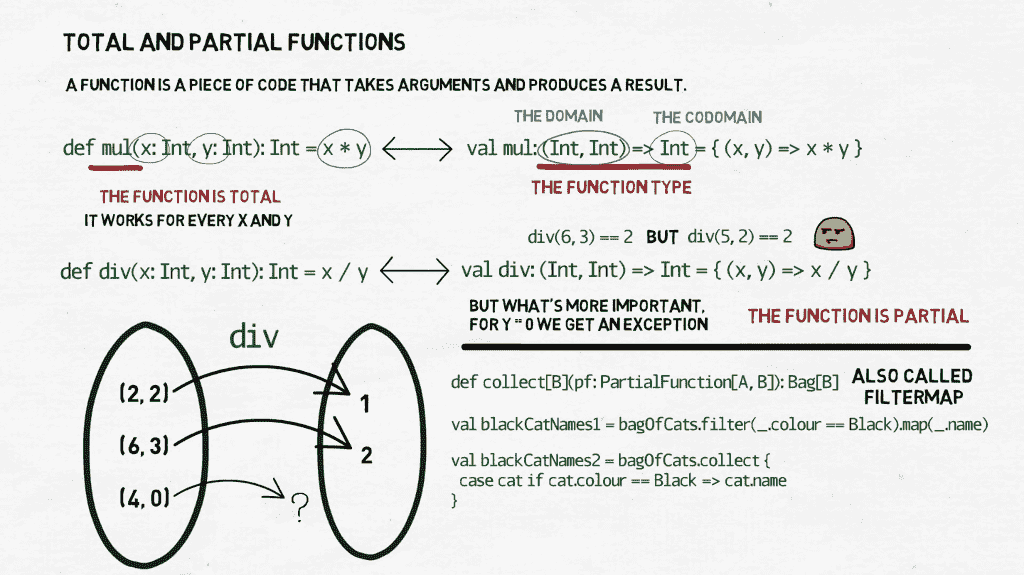 TOTAL AND PARTIAL FUNCTIONS
A FUNCTION IS A PIECE OF CODE THAT TAKES ARGUMENTS AND PRODUCES A RESULT.
THE DOMAIN THE CODOMAIN
def mul(x: Int, y: Int): Int = x * y
val mul: (Int, Int) => Int = { (x, y) => x * y }
THE FUNCTION IS TOTAL
IT WORKS FOR EVERY X AND Y
THE FUNCTION TYPE
div(6, 3) == 2 BUT div(5, 2) == 2
def div(x: Int, y: Int): Int = x / y
val div: (Int, Int) => Int = { (x, y) => x / y }
BUT WHAT'S MORE IMPORTANT,
FOR Y = 0 WE GET AN EXCEPTION
THE FUNCTION IS PARTIAL
div
(2, 2)
(6, 3)
(4, 0)
1
2
?
def collect[B](pf: PartialFunction[A, B]): Bag[B]
ALSO CALLED
FILTERMAP
val blackCatNames1 = bagOfCats.filter(_.colour == Black).map(_.name)
val blackCatNames2 = bagOfCats.collect {
case cat if cat.colour == Black => cat.name
}